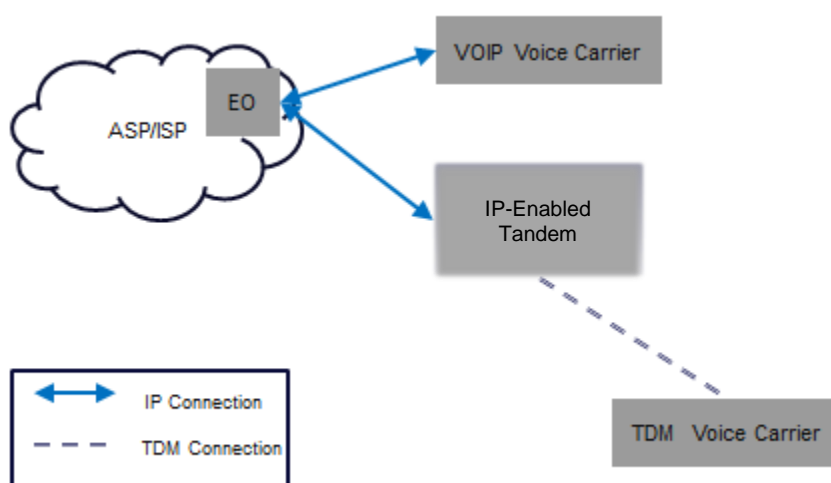 VOIP Voice Carrier
EO
ASP/ISP
IP-Enabled
Tandem
IP Connection
TDM Connection
TDM Voice Carrier